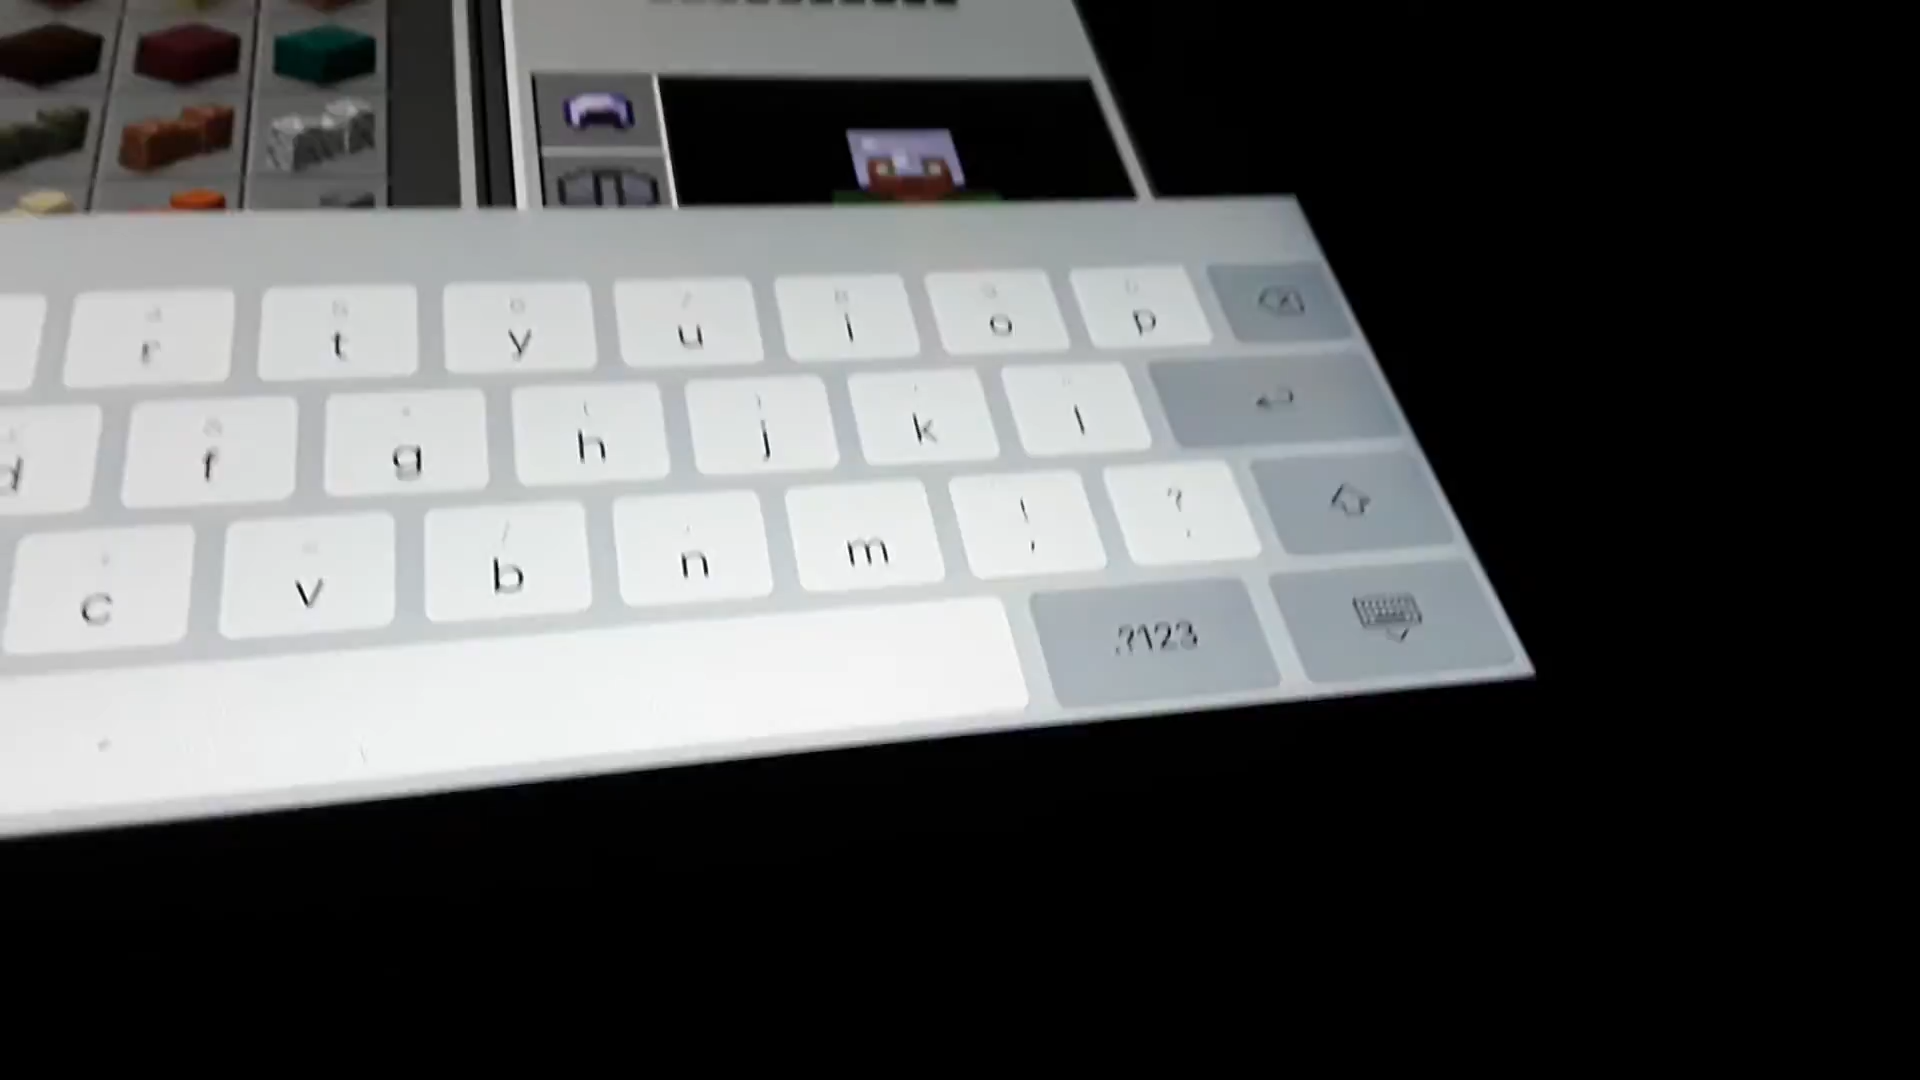 r t y u i o p
d f g h j k l
c v b n m ! , ? .
.?123